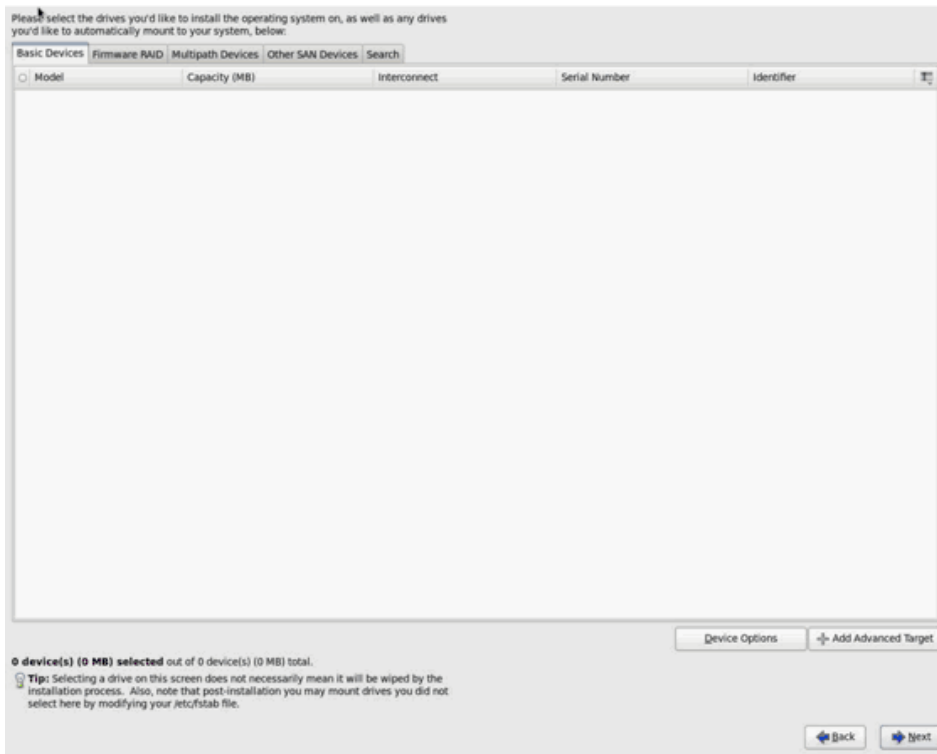 Please select the drives you'd like to install the operating system on, as well as any drives
you'd like to automatically mount to your system, below:
Basic Devices Firmware RAID Multipath Devices Other SAN Devices Search
Model Capacity (MB) Interconnect Serial Number Identifier
Device Options Add Advanced Target
0 device(s) (0 MB) selected out of 0 device(s) (0 MB) total.
Tip: Selecting a drive on this screen does not necessarily mean it will be wiped by the
installation process. Also, note that post-installation you may mount drives you did not
select here by modifying your /etc/fstab file.
Back Next